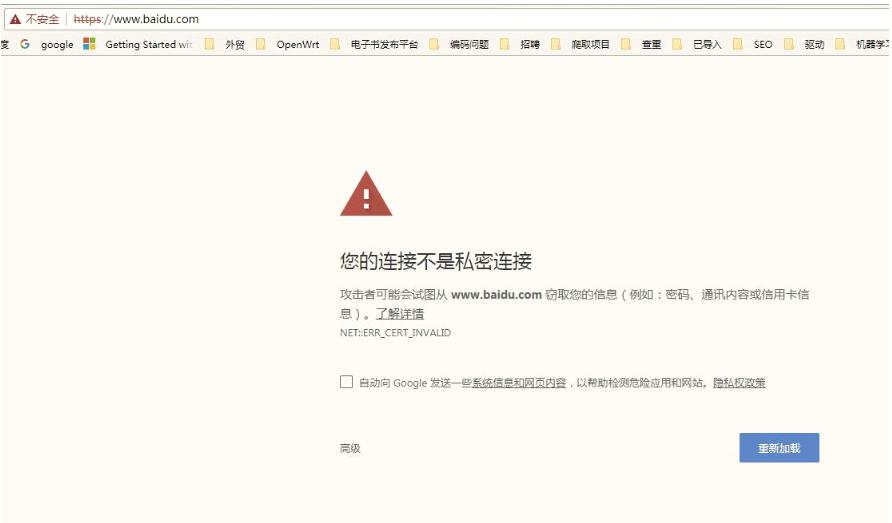 不安全 https://www.baidu.com
度 google Getting Started wit 外贸 OpenWrt 电子书发布平台 编码问题 招聘 爬取项目 查重 已导入 SEO 驱动 机器学习
您的连接不是私密连接
攻击者可能会试图从 www.baidu.com 窃取您的信息（例如：密码、通讯内容或信用卡信
息）。了解详情
NET::ERR_CERT_INVALID
自动向 Google 发送一些系统信息和网页内容，以帮助检测危险应用和网站。隐私权政策
高级
重新加载